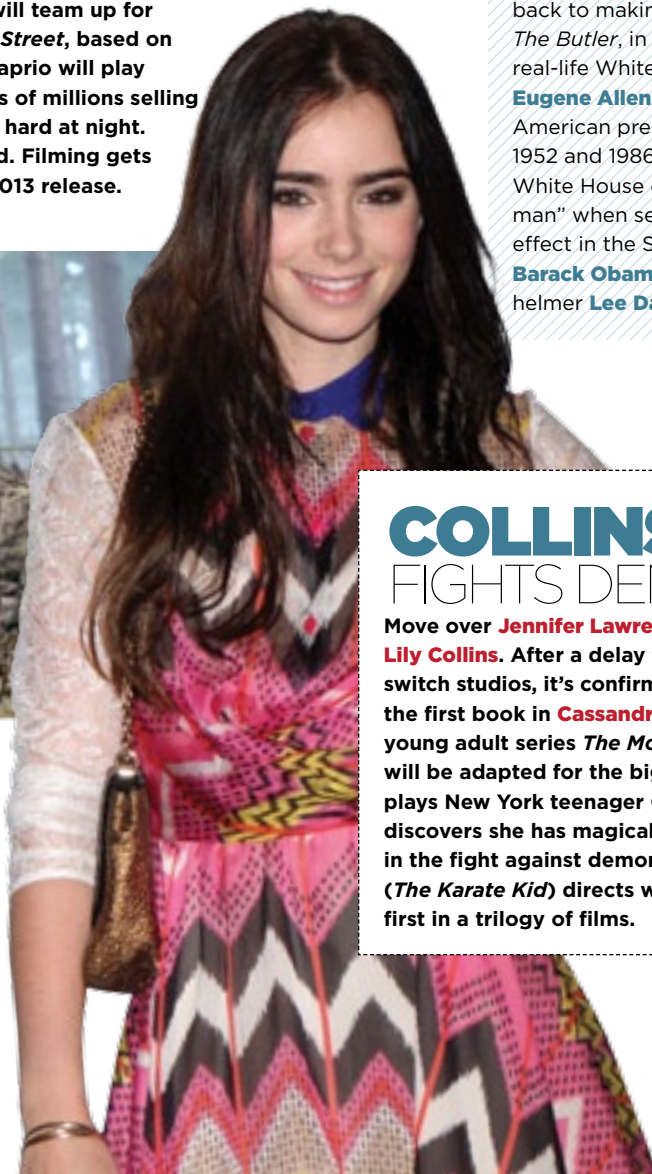 will team up for
Street, based on
aprio will play
s of millions selling
hard at night.
d. Filming gets
013 release.
back to makin
The Butler, in
real-life White
Eugene Allen
American pre
1952 and 1986
White House
man” when se
effect in the S
Barack Obam
helmer Lee Da
COLLINS
FIGHTS DE
Move over Jennifer Lawre
Lily Collins. After a delay
switch studios, it’s confirm
the first book in Cassandr
young adult series The Mo
will be adapted for the big
plays New York teenager
discovers she has magical
in the fight against demon
(The Karate Kid) directs w
first in a trilogy of films.